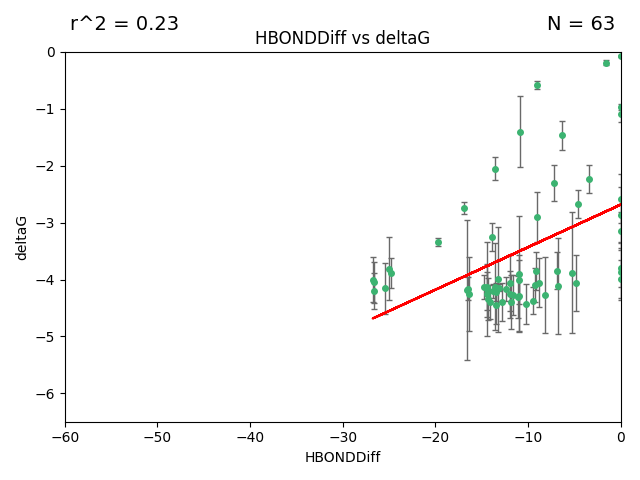 r^2 = 0.23
N = 63
HBONDDiff vs deltaG
0
−1
−2
−3
−4
−5
−6
deltaG
−60
−50
−40
−30
−20
−10
0
HBONDDiff